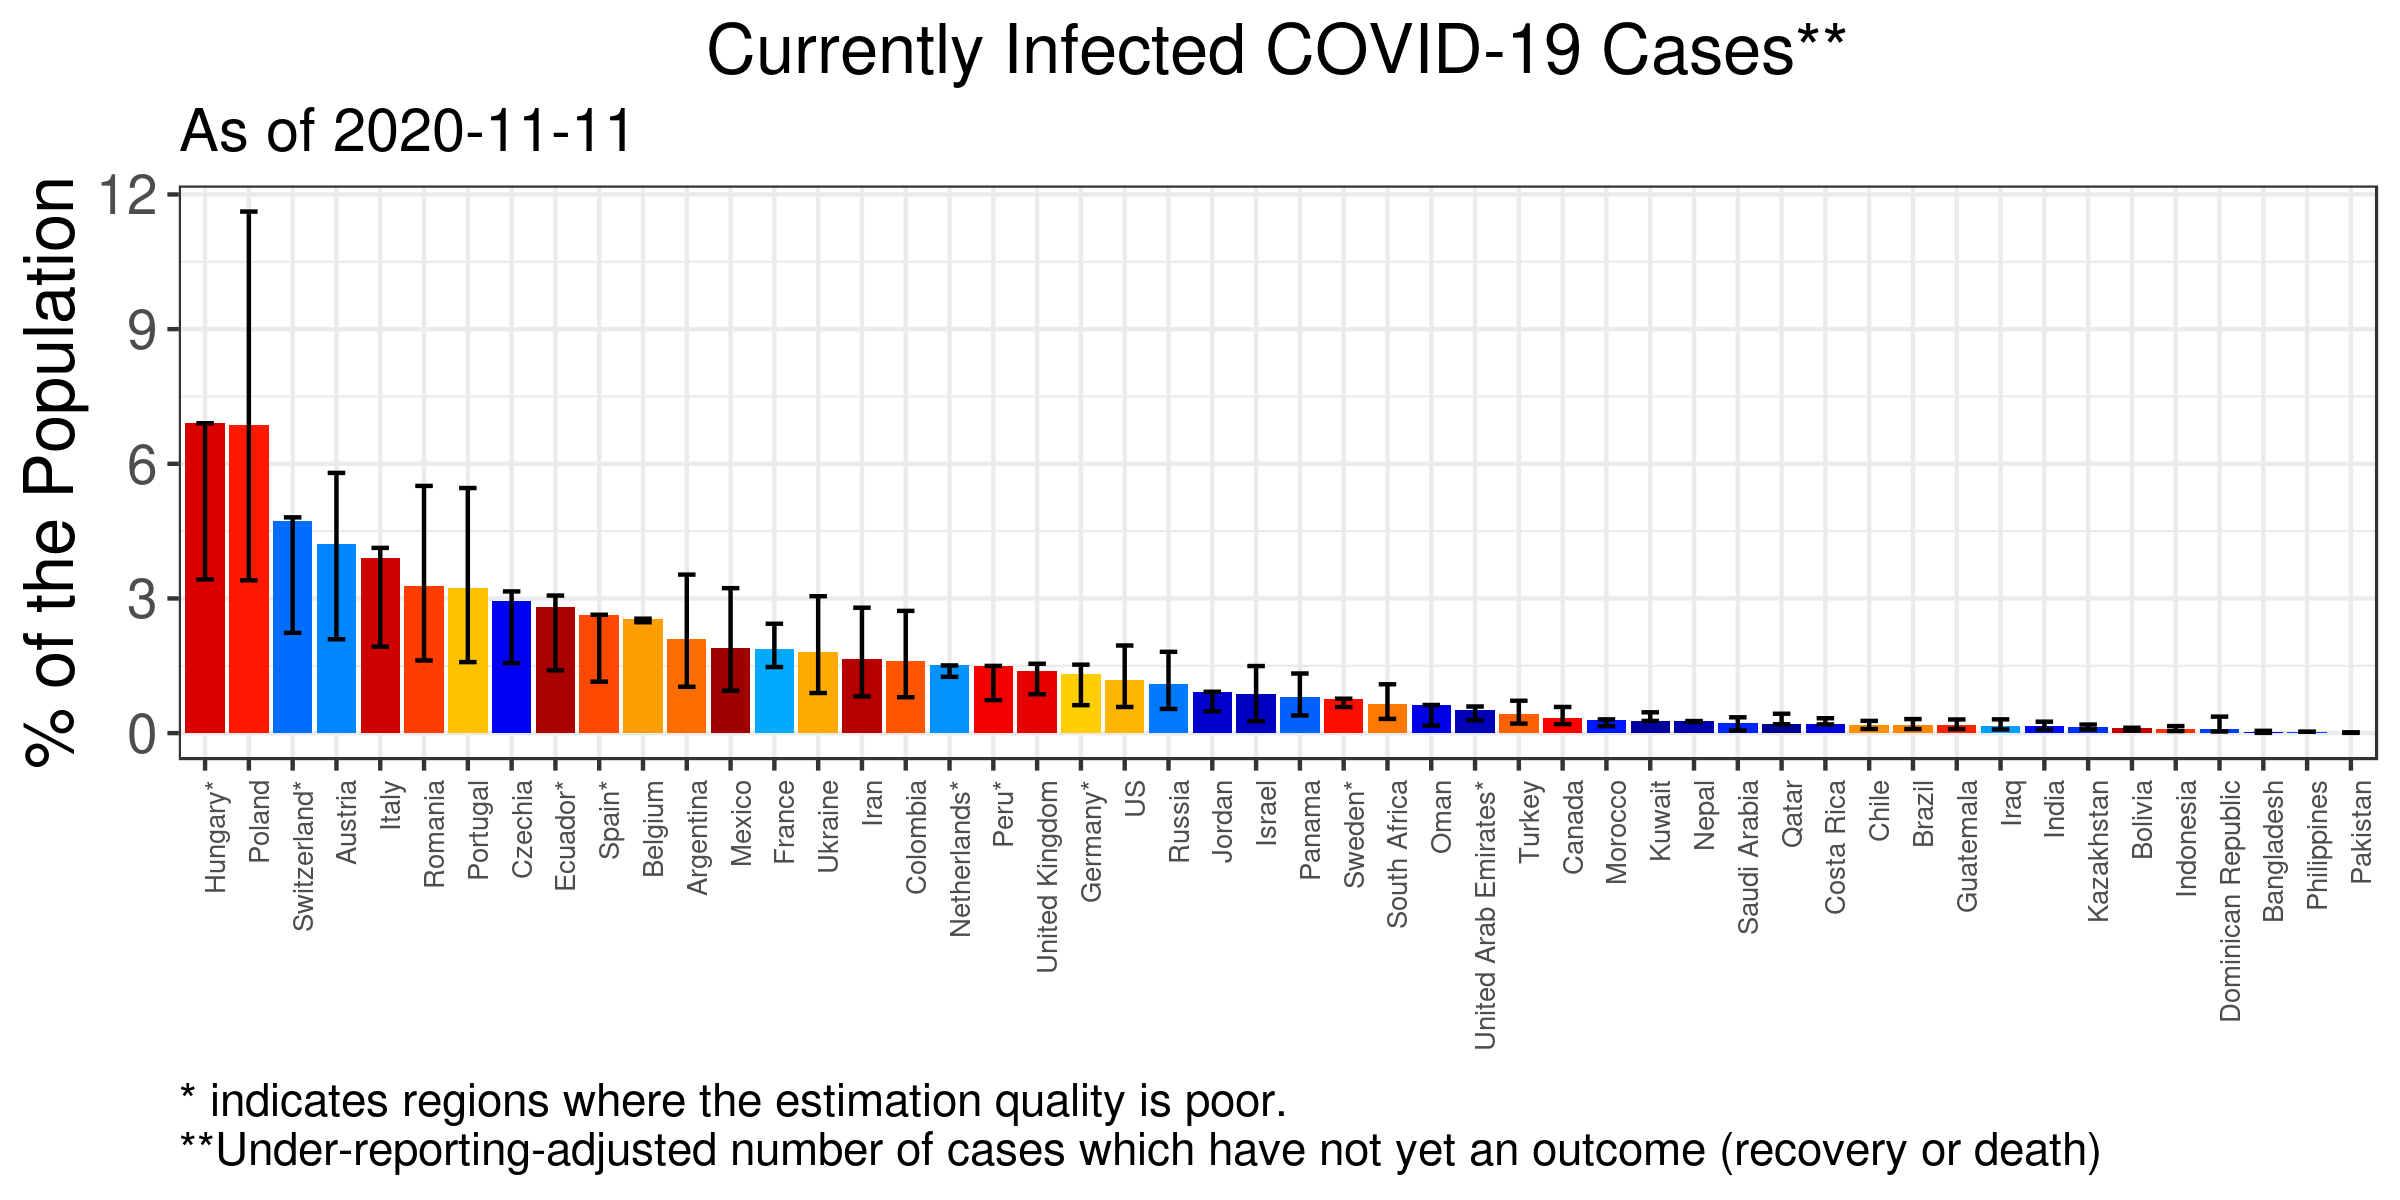 Currently Infected COVID-19 Cases**
As of 2020-11-11
% of the Population
12
9
6
3
0
Hungary*
Poland
Switzerland*
Austria
Italy
Romania
Portugal
Czechia
Ecuador*
Spain*
Belgium
Argentina
Mexico
France
Ukraine
Iran
Colombia
Netherlands*
Peru*
United Kingdom
Germany*
US
Russia
Jordan
Israel
Panama
Sweden*
South Africa
Oman
United Arab Emirates*
Turkey
Canada
Morocco
Kuwait
Nepal
Saudi Arabia
Qatar
Costa Rica
Chile
Brazil
Guatemala
Iraq
India
Kazakhstan
Bolivia
Indonesia
Dominican Republic
Bangladesh
Philippines
Pakistan
* indicates regions where the estimation quality is poor.
**Under-reporting-adjusted number of cases which have not yet an outcome (recovery or death)